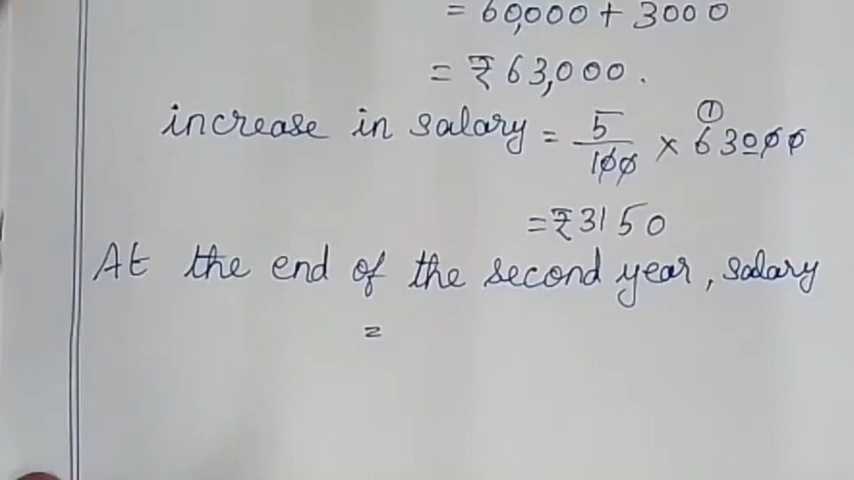 = 60,000 + 3000
= ₹ 63,000.
①
increase in salary = 5/100 × 63000
= ₹ 3150
At the end of the second year, salary
=